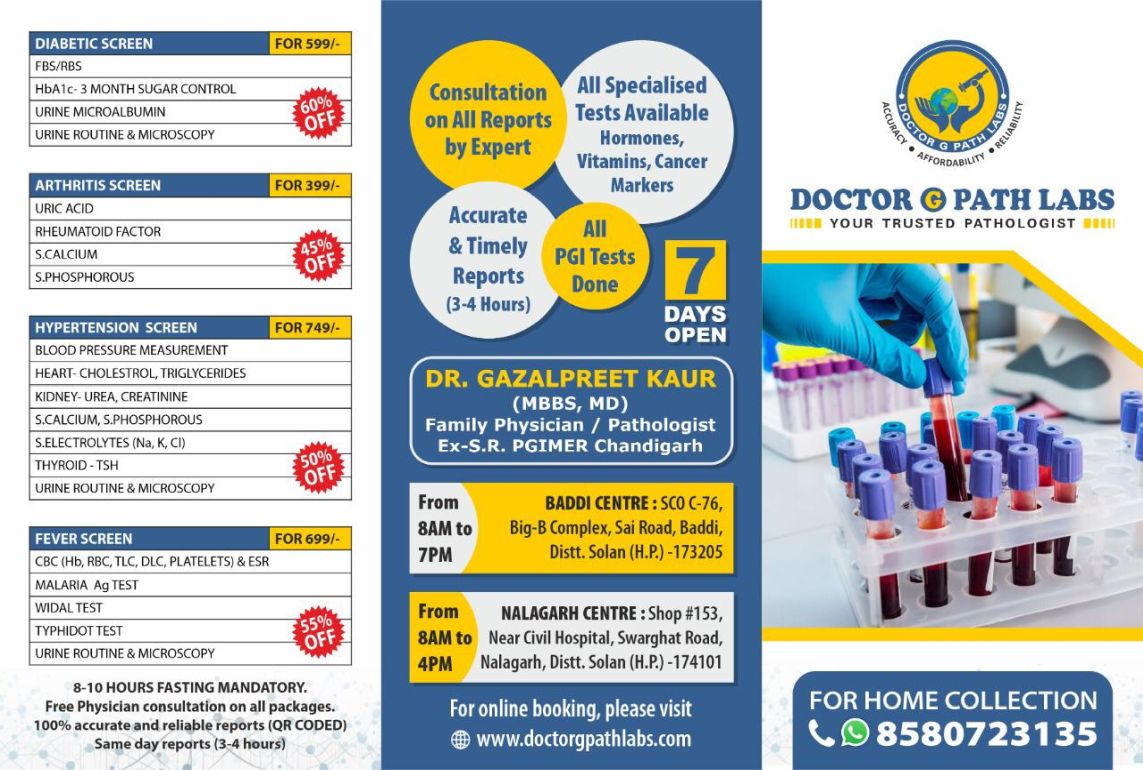 DIABETIC SCREEN FOR 599/-
FBS/RBS
HbA1c- 3 MONTH SUGAR CONTROL
URINE MICROALBUMIN
URINE ROUTINE & MICROSCOPY
60%
OFF
ARTHRITIS SCREEN FOR 399/-
URIC ACID
RHEUMATOID FACTOR
S.CALCIUM
S.PHOSPHOROUS
45%
OFF
HYPERTENSION SCREEN FOR 749/-
BLOOD PRESSURE MEASUREMENT
HEART- CHOLESTROL, TRIGLYCERIDES
KIDNEY- UREA, CREATININE
S.CALCIUM, S.PHOSPHOROUS
S.ELECTROLYTES (Na, K, Cl)
THYROID - TSH
URINE ROUTINE & MICROSCOPY
50%
OFF
FEVER SCREEN FOR 699/-
CBC (Hb, RBC, TLC, DLC, PLATELETS) & ESR
MALARIA Ag TEST
WIDAL TEST
TYPHIDOT TEST
URINE ROUTINE & MICROSCOPY
55%
OFF
8-10 HOURS FASTING MANDATORY.
Free Physician consultation on all packages.
100% accurate and reliable reports (QR CODED)
Same day reports (3-4 hours)
Consultation
on All Reports
by Expert
All Specialised
Tests Available
Hormones,
Vitamins, Cancer
Markers
Accurate
& Timely
Reports
(3-4 Hours)
All
PGI Tests
Done
7
DAYS
OPEN
DR. GAZALPREET KAUR
(MBBS, MD)
Family Physician / Pathologist
Ex-S.R. PGIMER Chandigarh
From
8AM to
7PM
BADDI CENTRE : SCO C-76,
Big-B Complex, Sai Road, Baddi,
Distt. Solan (H.P.) -173205
From
8AM to
4PM
NALAGARH CENTRE : Shop #153,
Near Civil Hospital, Swarghat Road,
Nalagarh, Distt. Solan (H.P.) -174101
For online booking, please visit
www.doctorgpathlabs.com
DOCTOR G PATH LABS
ACCURACY • AFFORDABILITY • RELIABILITY
DOCTOR G PATH LABS
YOUR TRUSTED PATHOLOGIST
FOR HOME COLLECTION
8580723135